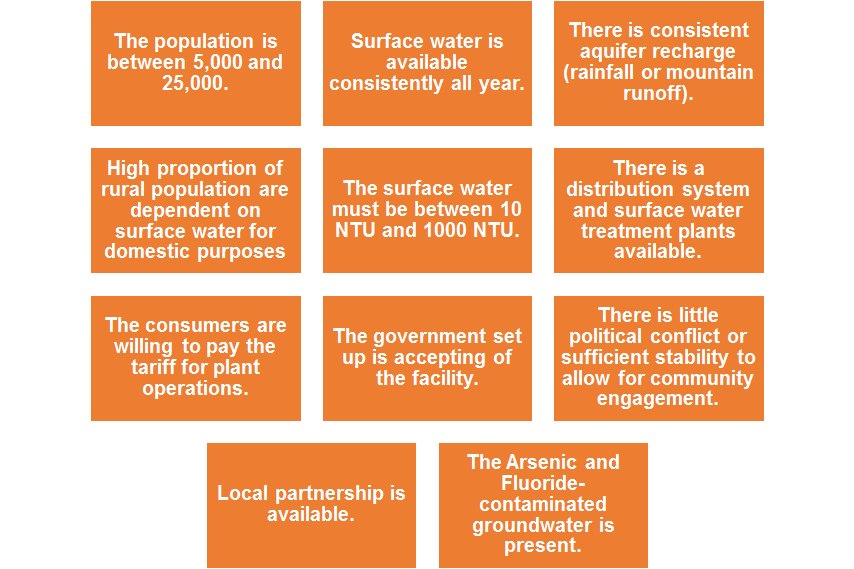 The population is
between 5,000 and
25,000.
Surface water is
available
consistently all year.
There is consistent
aquifer recharge
(rainfall or mountain
runoff).
High proportion of
rural population are
dependent on
surface water for
domestic purposes
The surface water
must be between 10
NTU and 1000 NTU.
There is a
distribution system
and surface water
treatment plants
available.
The consumers are
willing to pay the
tariff for plant
operations.
The government set
up is accepting of
the facility.
There is little
political conflict or
sufficient stability to
allow for community
engagement.
Local partnership is
available.
The Arsenic and
Fluoride-
contaminated
groundwater is
present.